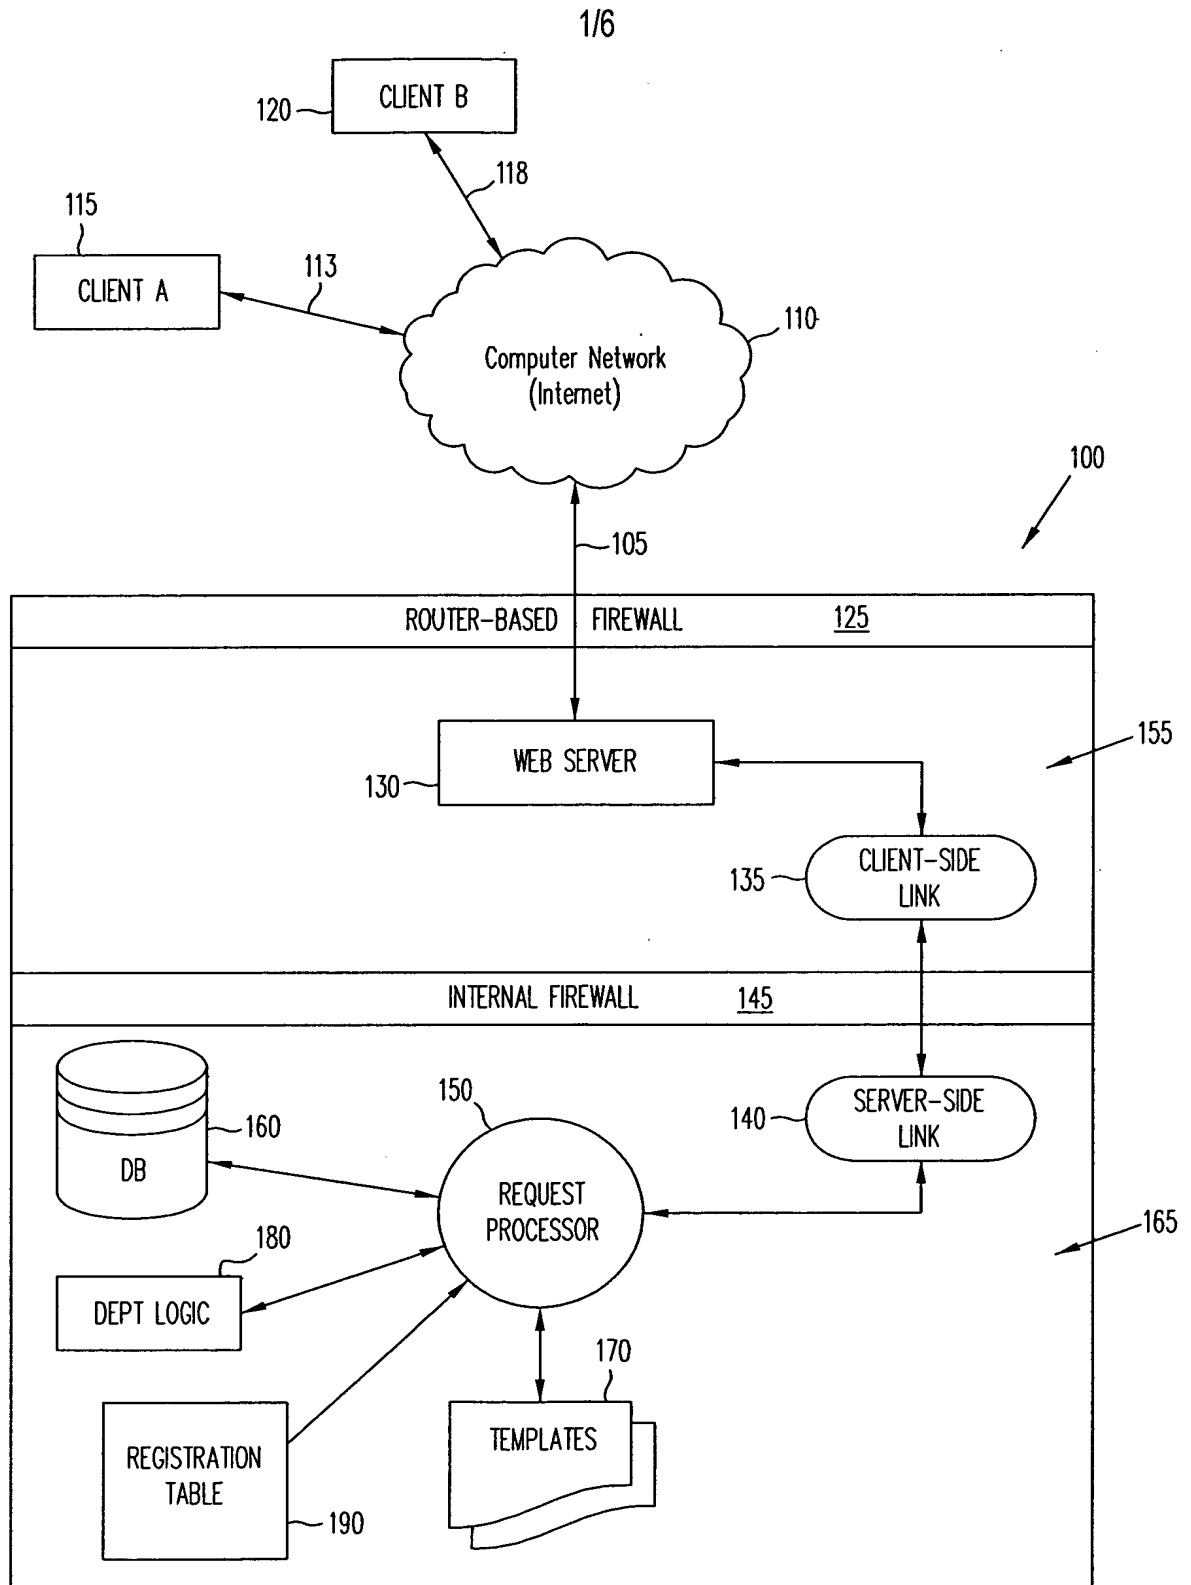 1/6
CLIENT B
120
118
115
CLIENT A
113
110
Computer Network
(Internet)
100
105
ROUTER-BASED FIREWALL 125
WEB SERVER
130
155
CLIENT-SIDE
LINK
135
INTERNAL FIREWALL 145
SERVER-SIDE
LINK
140
150
160
DB
REQUEST
PROCESSOR
165
180
DEPT LOGIC
170
TEMPLATES
REGISTRATION
TABLE
190